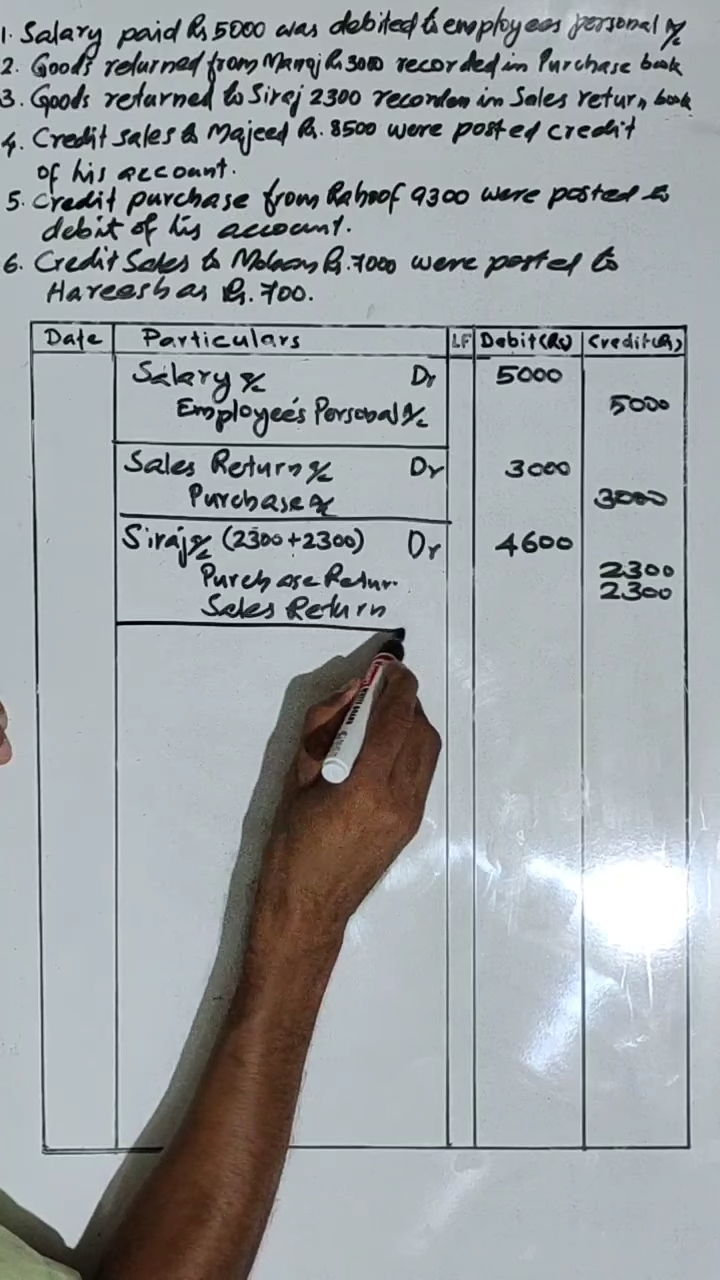 1. Salary paid Rs 5000 was debited to employees personal A/c
2. Goods returned from Manoj Rs 3000 recorded in Purchase book
3. Goods returned to Siraj 2300 recorded in Sales return book
4. Credit sales to Majeed Rs. 8500 were posted credit
of his account.
5. Credit purchase from Rahoof 9300 were posted to
debit of his account.
6. Credit Sales to Rs. 7000 were posted to
Hareesh as Rs. 700.
Date Particulars LF Debit(Rs) Credit(Rs)
Salary A/c Dr 5000
Employee's Personal A/c 5000
Sales Return A/c Dr 3000
Purchase A/c 3000
Siraj A/c (2300+2300) Dr 4600
Purchase Retur 2300
Sales Return 2300